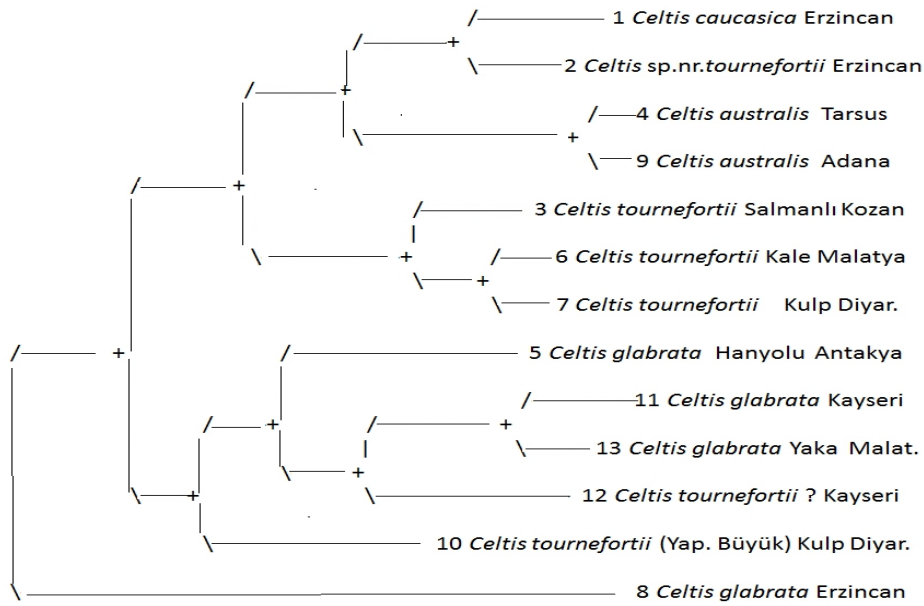 1 Celtis caucasica Erzincan
2 Celtis sp.nr.tournefortii Erzincan
4 Celtis australis Tarsus
9 Celtis australis Adana
3 Celtis tournefortii Salmanlı Kozan
6 Celtis tournefortii Kale Malatya
7 Celtis tournefortii Kulp Diyar.
5 Celtis glabrata Hanyolu Antakya
11 Celtis glabrata Kayseri
13 Celtis glabrata Yaka Malat.
12 Celtis tournefortii ? Kayseri
10 Celtis tournefortii (Yap. Büyük) Kulp Diyar.
8 Celtis glabrata Erzincan